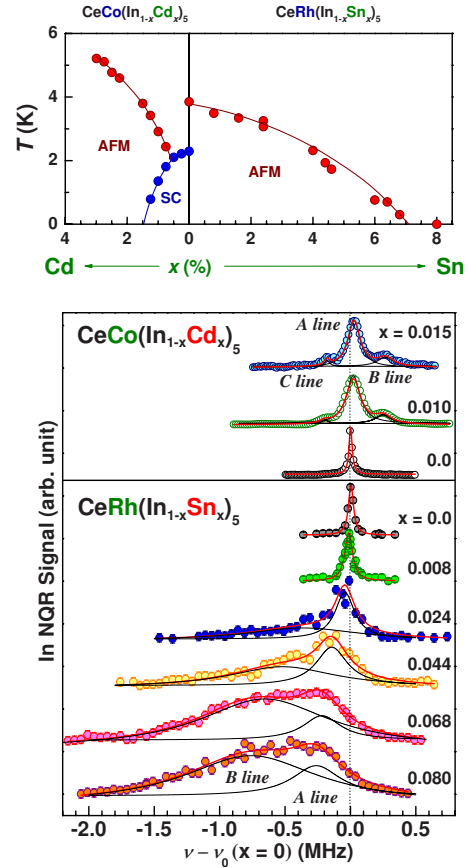 CeCo(In1-xCdx)5 CeRh(In1-xSnx)5
T (K)
6
4
2
0
AFM
SC
AFM
4 2 0 2 4 6 8
Cd x (%) Sn
In NQR Signal (arb. unit)
CeCo(In1-xCdx)5
A line
x = 0.015
C line
B line
0.010
0.0
CeRh(In1-xSnx)5
x = 0.0
0.008
0.024
0.044
0.068
0.080
B line
A line
-2.0 -1.5 -1.0 -0.5 0.0 0.5
ν − ν0 (x = 0) (MHz)